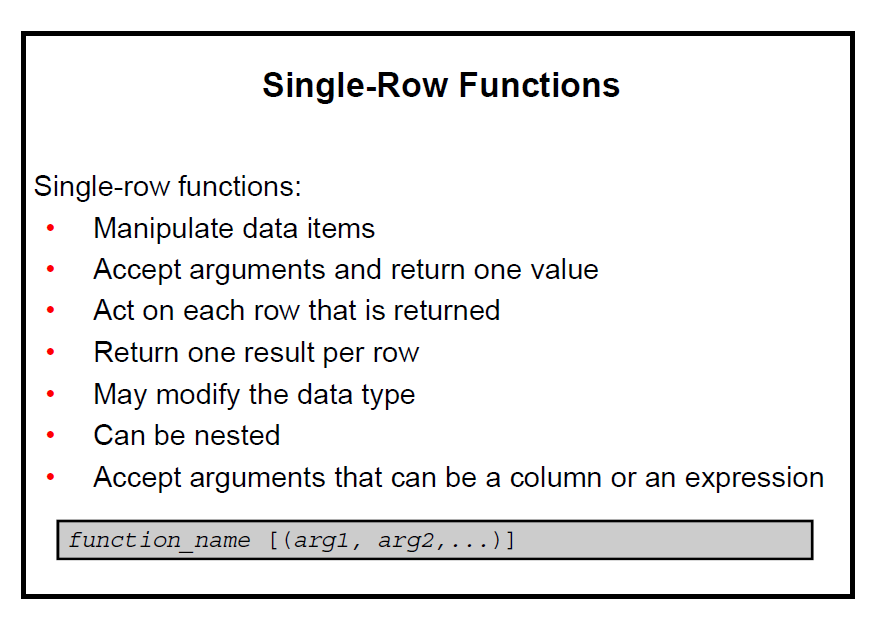 Single-Row Functions
Single-row functions:
• Manipulate data items
• Accept arguments and return one value
• Act on each row that is returned
• Return one result per row
• May modify the data type
• Can be nested
• Accept arguments that can be a column or an expression
function_name [(arg1, arg2,...)]